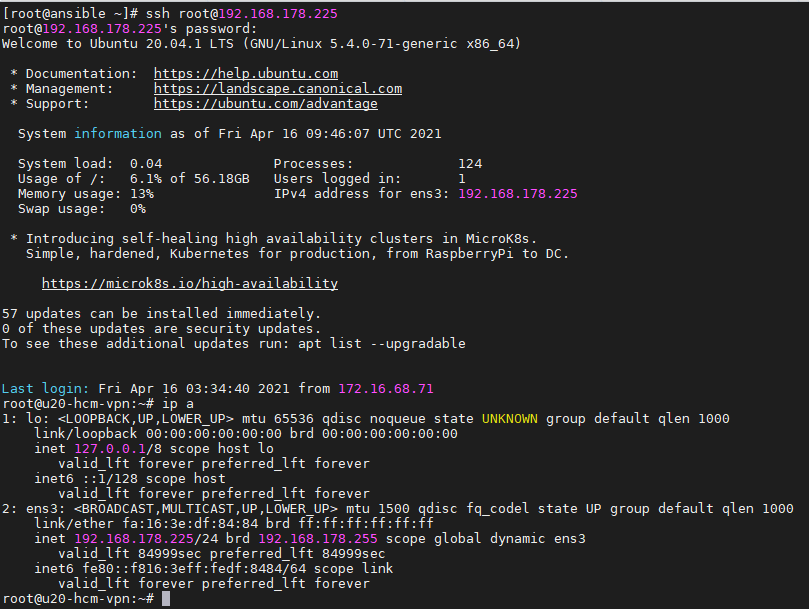 [root@ansible ~]# ssh root@192.168.178.225
root@192.168.178.225's password:
Welcome to Ubuntu 20.04.1 LTS (GNU/Linux 5.4.0-71-generic x86_64)

 * Documentation:  https://help.ubuntu.com
 * Management:     https://landscape.canonical.com
 * Support:        https://ubuntu.com/advantage

  System information as of Fri Apr 16 09:46:07 UTC 2021

  System load:  0.04              Processes:             124
  Usage of /:   6.1% of 56.18GB   Users logged in:       1
  Memory usage: 13%               IPv4 address for ens3: 192.168.178.225
  Swap usage:   0%

 * Introducing self-healing high availability clusters in MicroK8s.
   Simple, hardened, Kubernetes for production, from RaspberryPi to DC.

     https://microk8s.io/high-availability

57 updates can be installed immediately.
0 of these updates are security updates.
To see these additional updates run: apt list --upgradable


Last login: Fri Apr 16 03:34:40 2021 from 172.16.68.71
root@u20-hcm-vpn:~# ip a
1: lo: <LOOPBACK,UP,LOWER_UP> mtu 65536 qdisc noqueue state UNKNOWN group default qlen 1000
    link/loopback 00:00:00:00:00:00 brd 00:00:00:00:00:00
    inet 127.0.0.1/8 scope host lo
       valid_lft forever preferred_lft forever
    inet6 ::1/128 scope host
       valid_lft forever preferred_lft forever
2: ens3: <BROADCAST,MULTICAST,UP,LOWER_UP> mtu 1500 qdisc fq_codel state UP group default qlen 1000
    link/ether fa:16:3e:df:84:84 brd ff:ff:ff:ff:ff:ff
    inet 192.168.178.225/24 brd 192.168.178.255 scope global dynamic ens3
       valid_lft 84999sec preferred_lft 84999sec
    inet6 fe80::f816:3eff:fedf:8484/64 scope link
       valid_lft forever preferred_lft forever
root@u20-hcm-vpn:~#